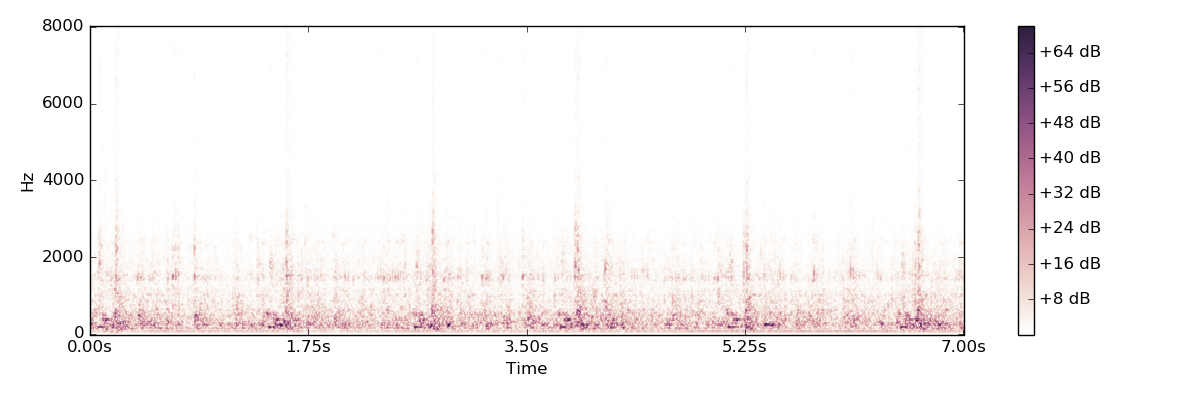 8000
6000
4000
2000
0
Hz
0.00s
1.75s
3.50s
5.25s
7.00s
Time
+64 dB
+56 dB
+48 dB
+40 dB
+32 dB
+24 dB
+16 dB
+8 dB